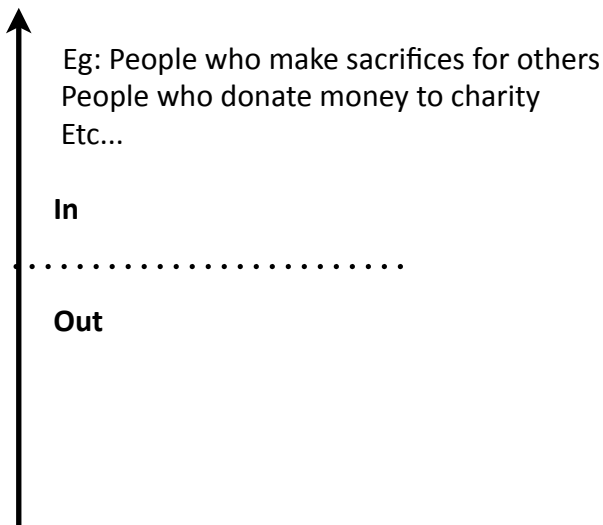 Eg: People who make sacrifices for others
People who donate money to charity
Etc...
In
Out